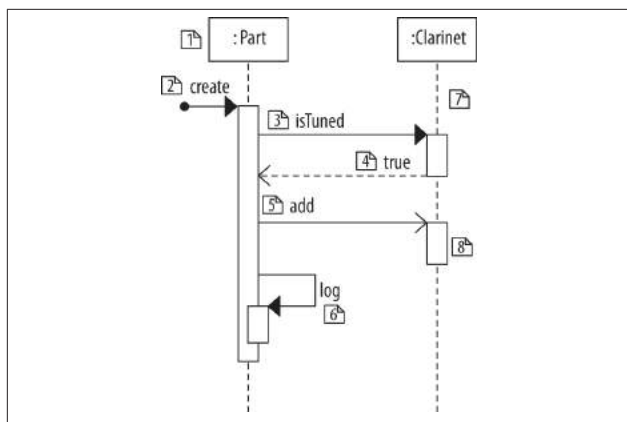 1 :Part :Clarinet
2 create
7
3 isTuned
4 true
5 add
8
log
6